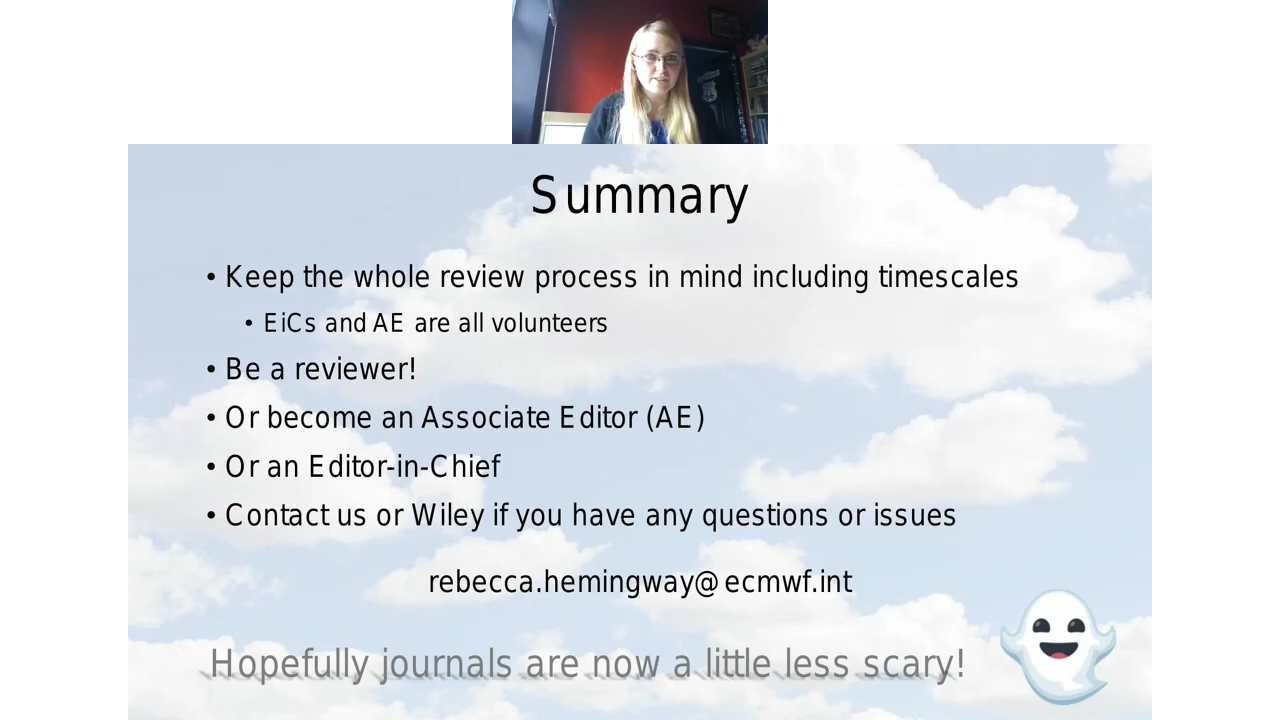 Summary
• Keep the whole review process in mind including timescales
• EiCs and AE are all volunteers
• Be a reviewer!
• Or become an Associate Editor (AE)
• Or an Editor-in-Chief
• Contact us or Wiley if you have any questions or issues
rebecca.hemingway@ecmwf.int
Hopefully journals are now a little less scary!